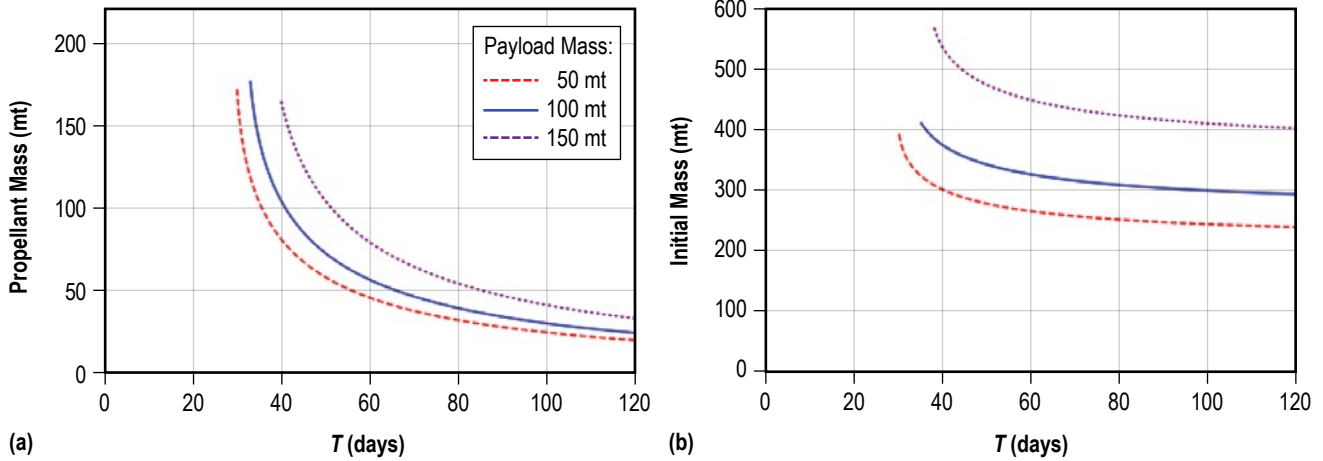 Propellant Mass (mt)
200
150
100
50
0
0 20 40 60 80 100 120
T (days)
(a)
Payload Mass:
50 mt
100 mt
150 mt
Initial Mass (mt)
600
500
400
300
200
100
0
0 20 40 60 80 100 120
T (days)
(b)